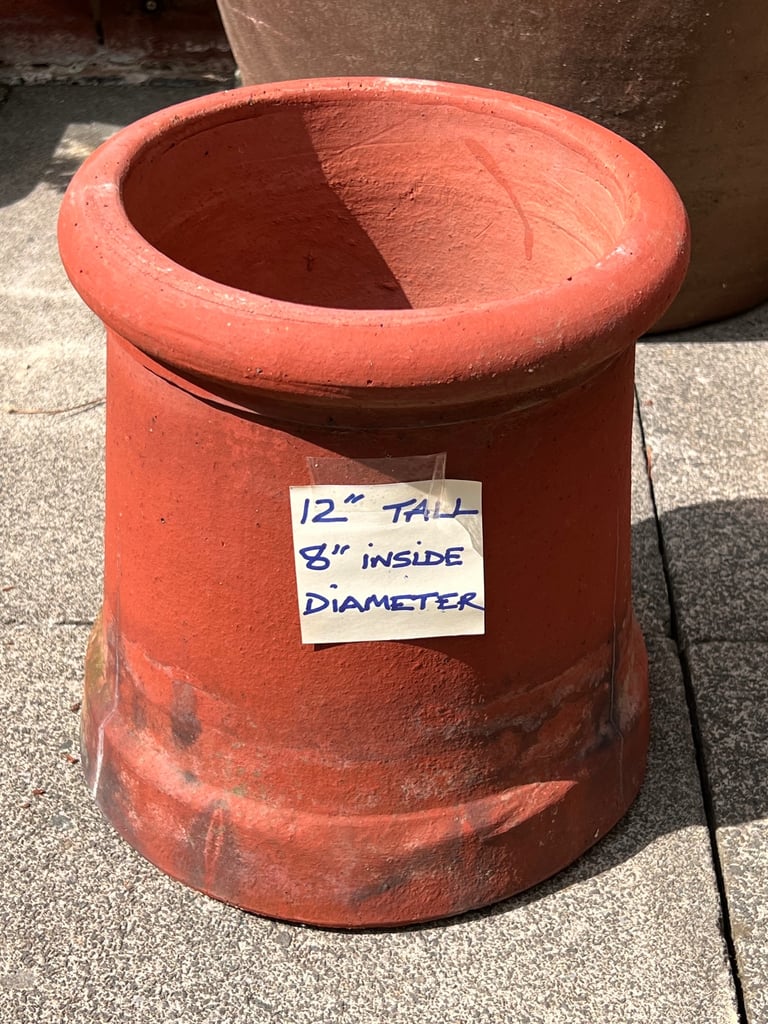 12" TALL
8" INSIDE
DIAMETER